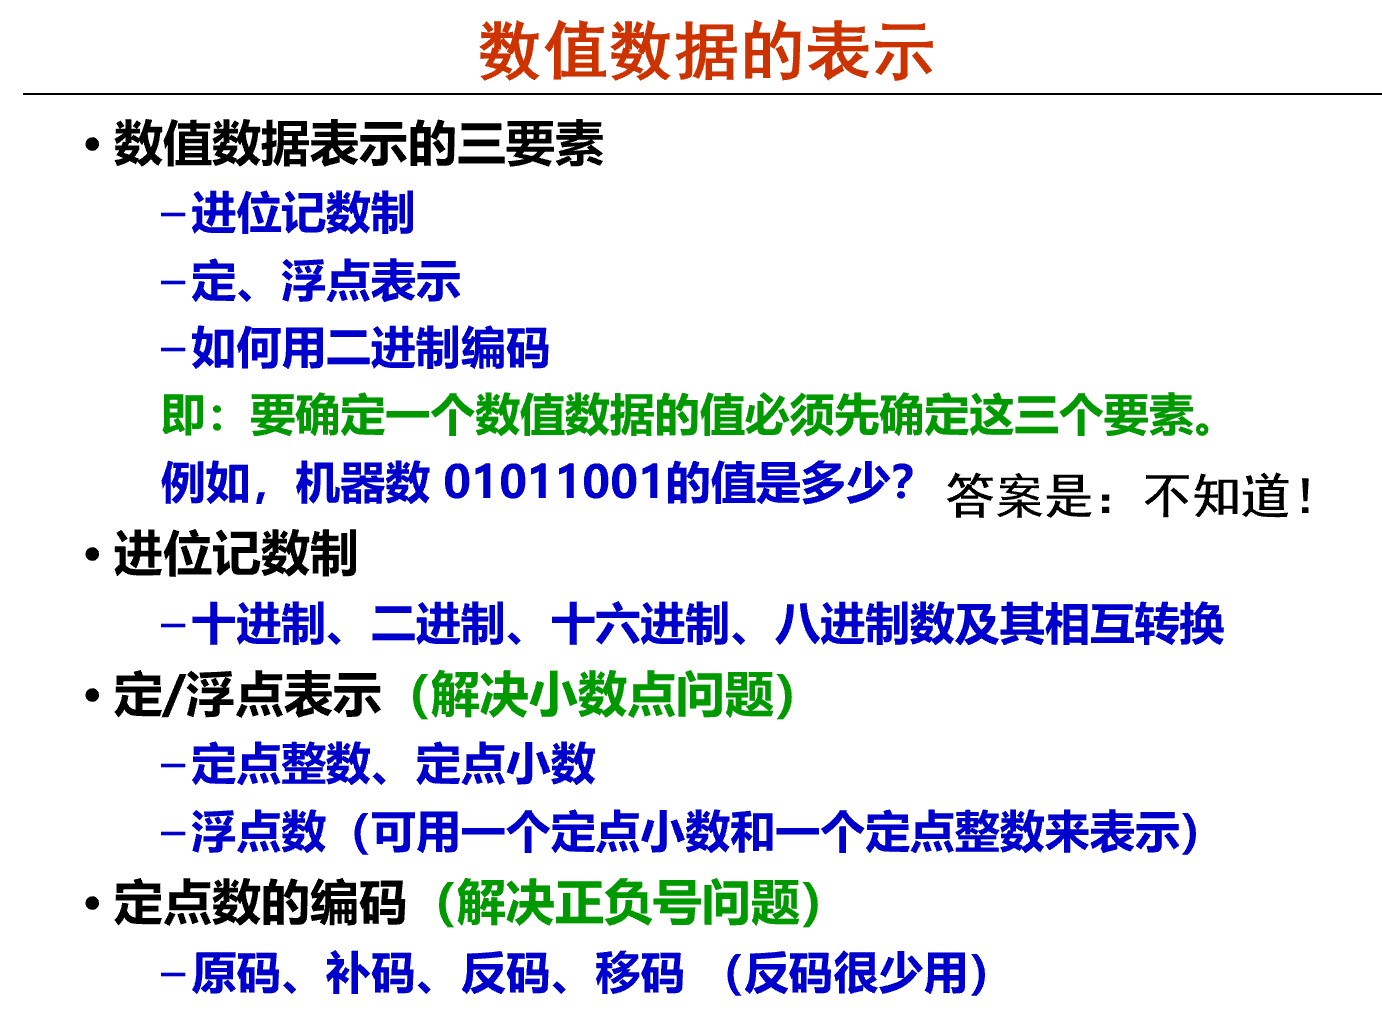 数值数据的表示
• 数值数据表示的三要素
–进位记数制
–定、浮点表示
–如何用二进制编码
即：要确定一个数值数据的值必须先确定这三个要素。
例如，机器数 01011001的值是多少？ 答案是：不知道！
• 进位记数制
–十进制、二进制、十六进制、八进制数及其相互转换
• 定/浮点表示（解决小数点问题）
–定点整数、定点小数
–浮点数（可用一个定点小数和一个定点整数来表示）
• 定点数的编码（解决正负号问题）
–原码、补码、反码、移码 （反码很少用）